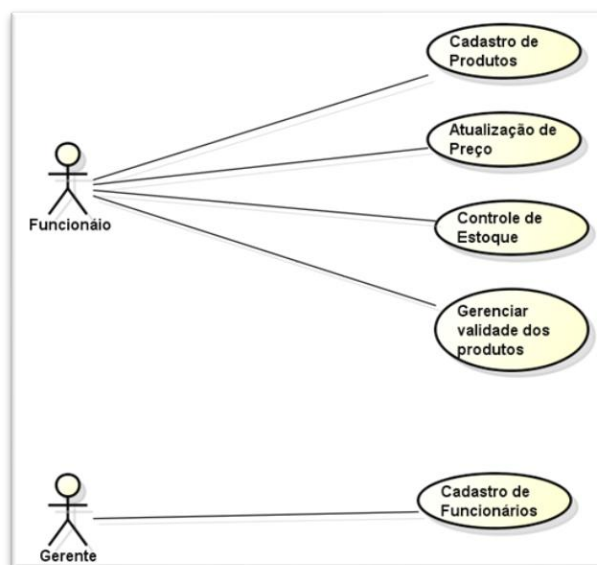 Cadastro de
Produtos
Atualização de
Preço
Funcionáio
Controle de
Estoque
Gerenciar
validade dos
produtos
Cadastro de
Funcionários
Gerente